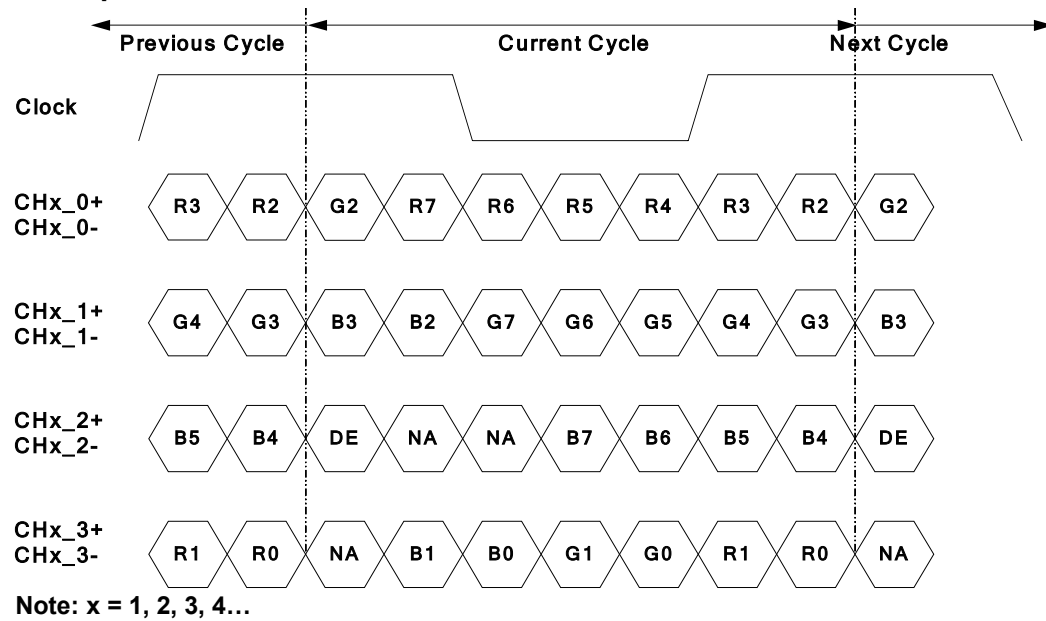 Previous Cycle Current Cycle Next Cycle
Clock
CHx_0+
CHx_0-
R3 R2 G2 R7 R6 R5 R4 R3 R2 G2
CHx_1+
CHx_1-
G4 G3 B3 B2 G7 G6 G5 G4 G3 B3
CHx_2+
CHx_2-
B5 B4 DE NA NA B7 B6 B5 B4 DE
CHx_3+
CHx_3-
R1 R0 NA B1 B0 G1 G0 R1 R0 NA
Note: x = 1, 2, 3, 4…